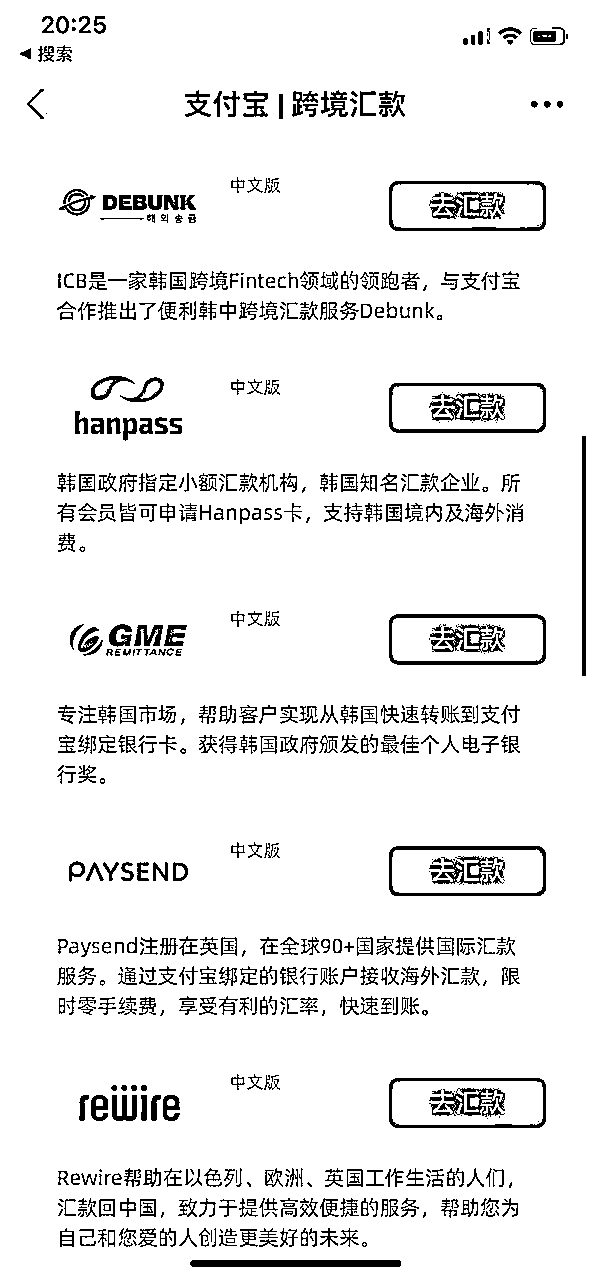 20:25
搜索
支付宝 | 跨境汇款
DEBUNK
해외송금
中文版
去汇款
ICB是一家韩国跨境Fintech领域的领跑者，与支付宝
合作推出了便利韩中跨境汇款服务Debunk。
hanpass
中文版
去汇款
韩国政府指定小额汇款机构，韩国知名汇款企业。所
有会员皆可申请Hanpass卡，支持韩国境内及海外消
费。
GME
REMITTANCE
中文版
去汇款
专注韩国市场，帮助客户实现从韩国快速转账到支付
宝绑定银行卡。获得韩国政府颁发的最佳个人电子银
行奖。
PAYSEND
中文版
去汇款
Paysend注册在英国，在全球90+国家提供国际汇款
服务。通过支付宝绑定的银行账户接收海外汇款，限
时零手续费，享受有利的汇率，快速到账。
rewire
中文版
去汇款
Rewire帮助在以色列、欧洲、英国工作生活的人们，
汇款回中国，致力于提供高效便捷的服务，帮助您为
自己和您爱的人创造更美好的未来。